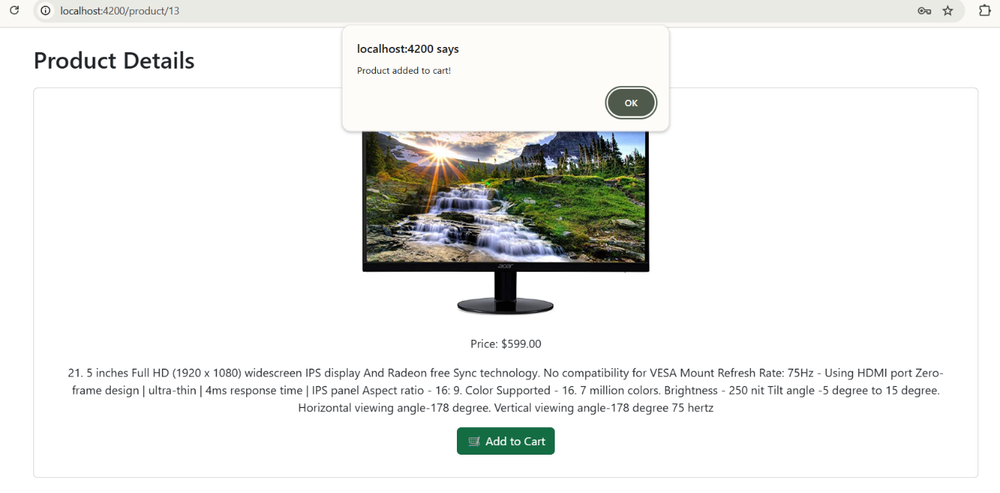 localhost:4200/product/13
localhost:4200 says
Product added to cart!
OK
Product Details
acer
Price: $599.00
21. 5 inches Full HD (1920 x 1080) widescreen IPS display And Radeon free Sync technology. No compatibility for VESA Mount Refresh Rate: 75Hz - Using HDMI port Zero-
frame design | ultra-thin | 4ms response time | IPS panel Aspect ratio - 16: 9. Color Supported - 16. 7 million colors. Brightness - 250 nit Tilt angle -5 degree to 15 degree.
Horizontal viewing angle-178 degree. Vertical viewing angle-178 degree 75 hertz
Add to Cart